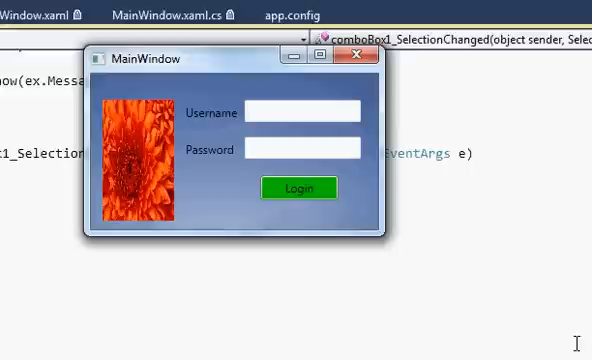 Window.xaml MainWindow.xaml.cs app.config
comboBox1_SelectionChanged(object sender, Selec
MainWindow
ow(ex.Messa
Username
Password
x1_Selection EventArgs e)
Login